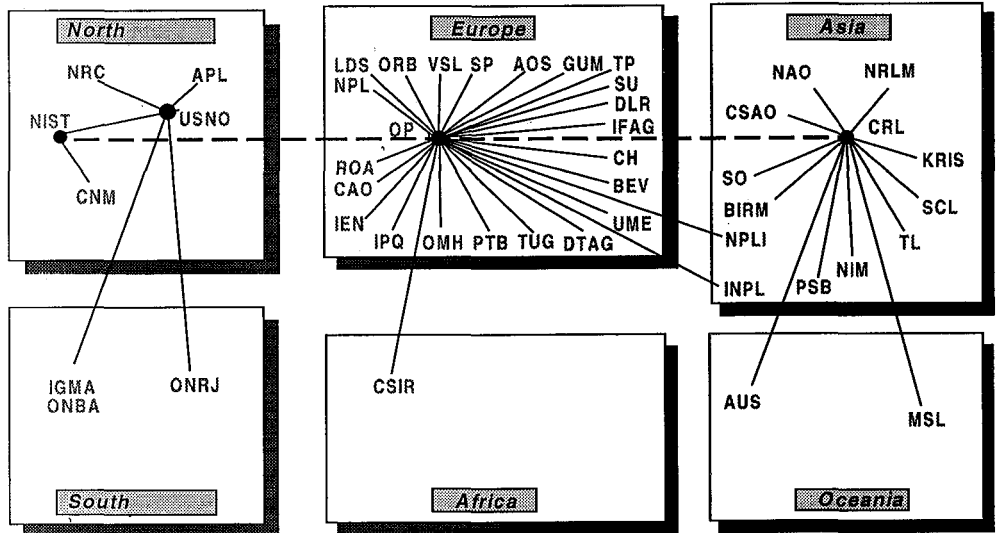 North
NRC
APL
NIST
USNO
CNM
Europe
LDS ORB VSL SP AOS GUM TP
NPL
SU
DLR
OP
IFAG
CH
ROA
CAO
BEV
IEN
UME
IPQ OMH PTB TUG DTAG
Asia
NAO NRLM
CSAO
CRL
KRIS
SO
BIRM
SCL
NPLI
TL
NIM
INPL
PSB
IGMA
ONBA
ONRJ
South
CSIR
Africa
AUS
MSL
Oceania